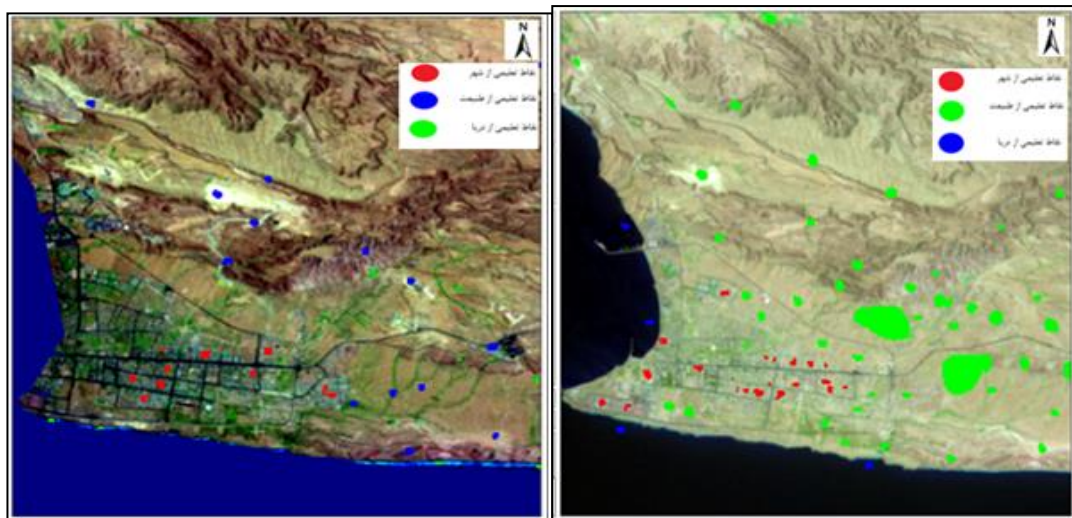 N
نقاط تعلیمی از شهر
نقاط تعلیمی از طبیعت
نقاط تعلیمی از دریا
N
نقاط تعلیمی از شهر
نقاط تعلیمی از طبیعت
نقاط تعلیمی از دریا